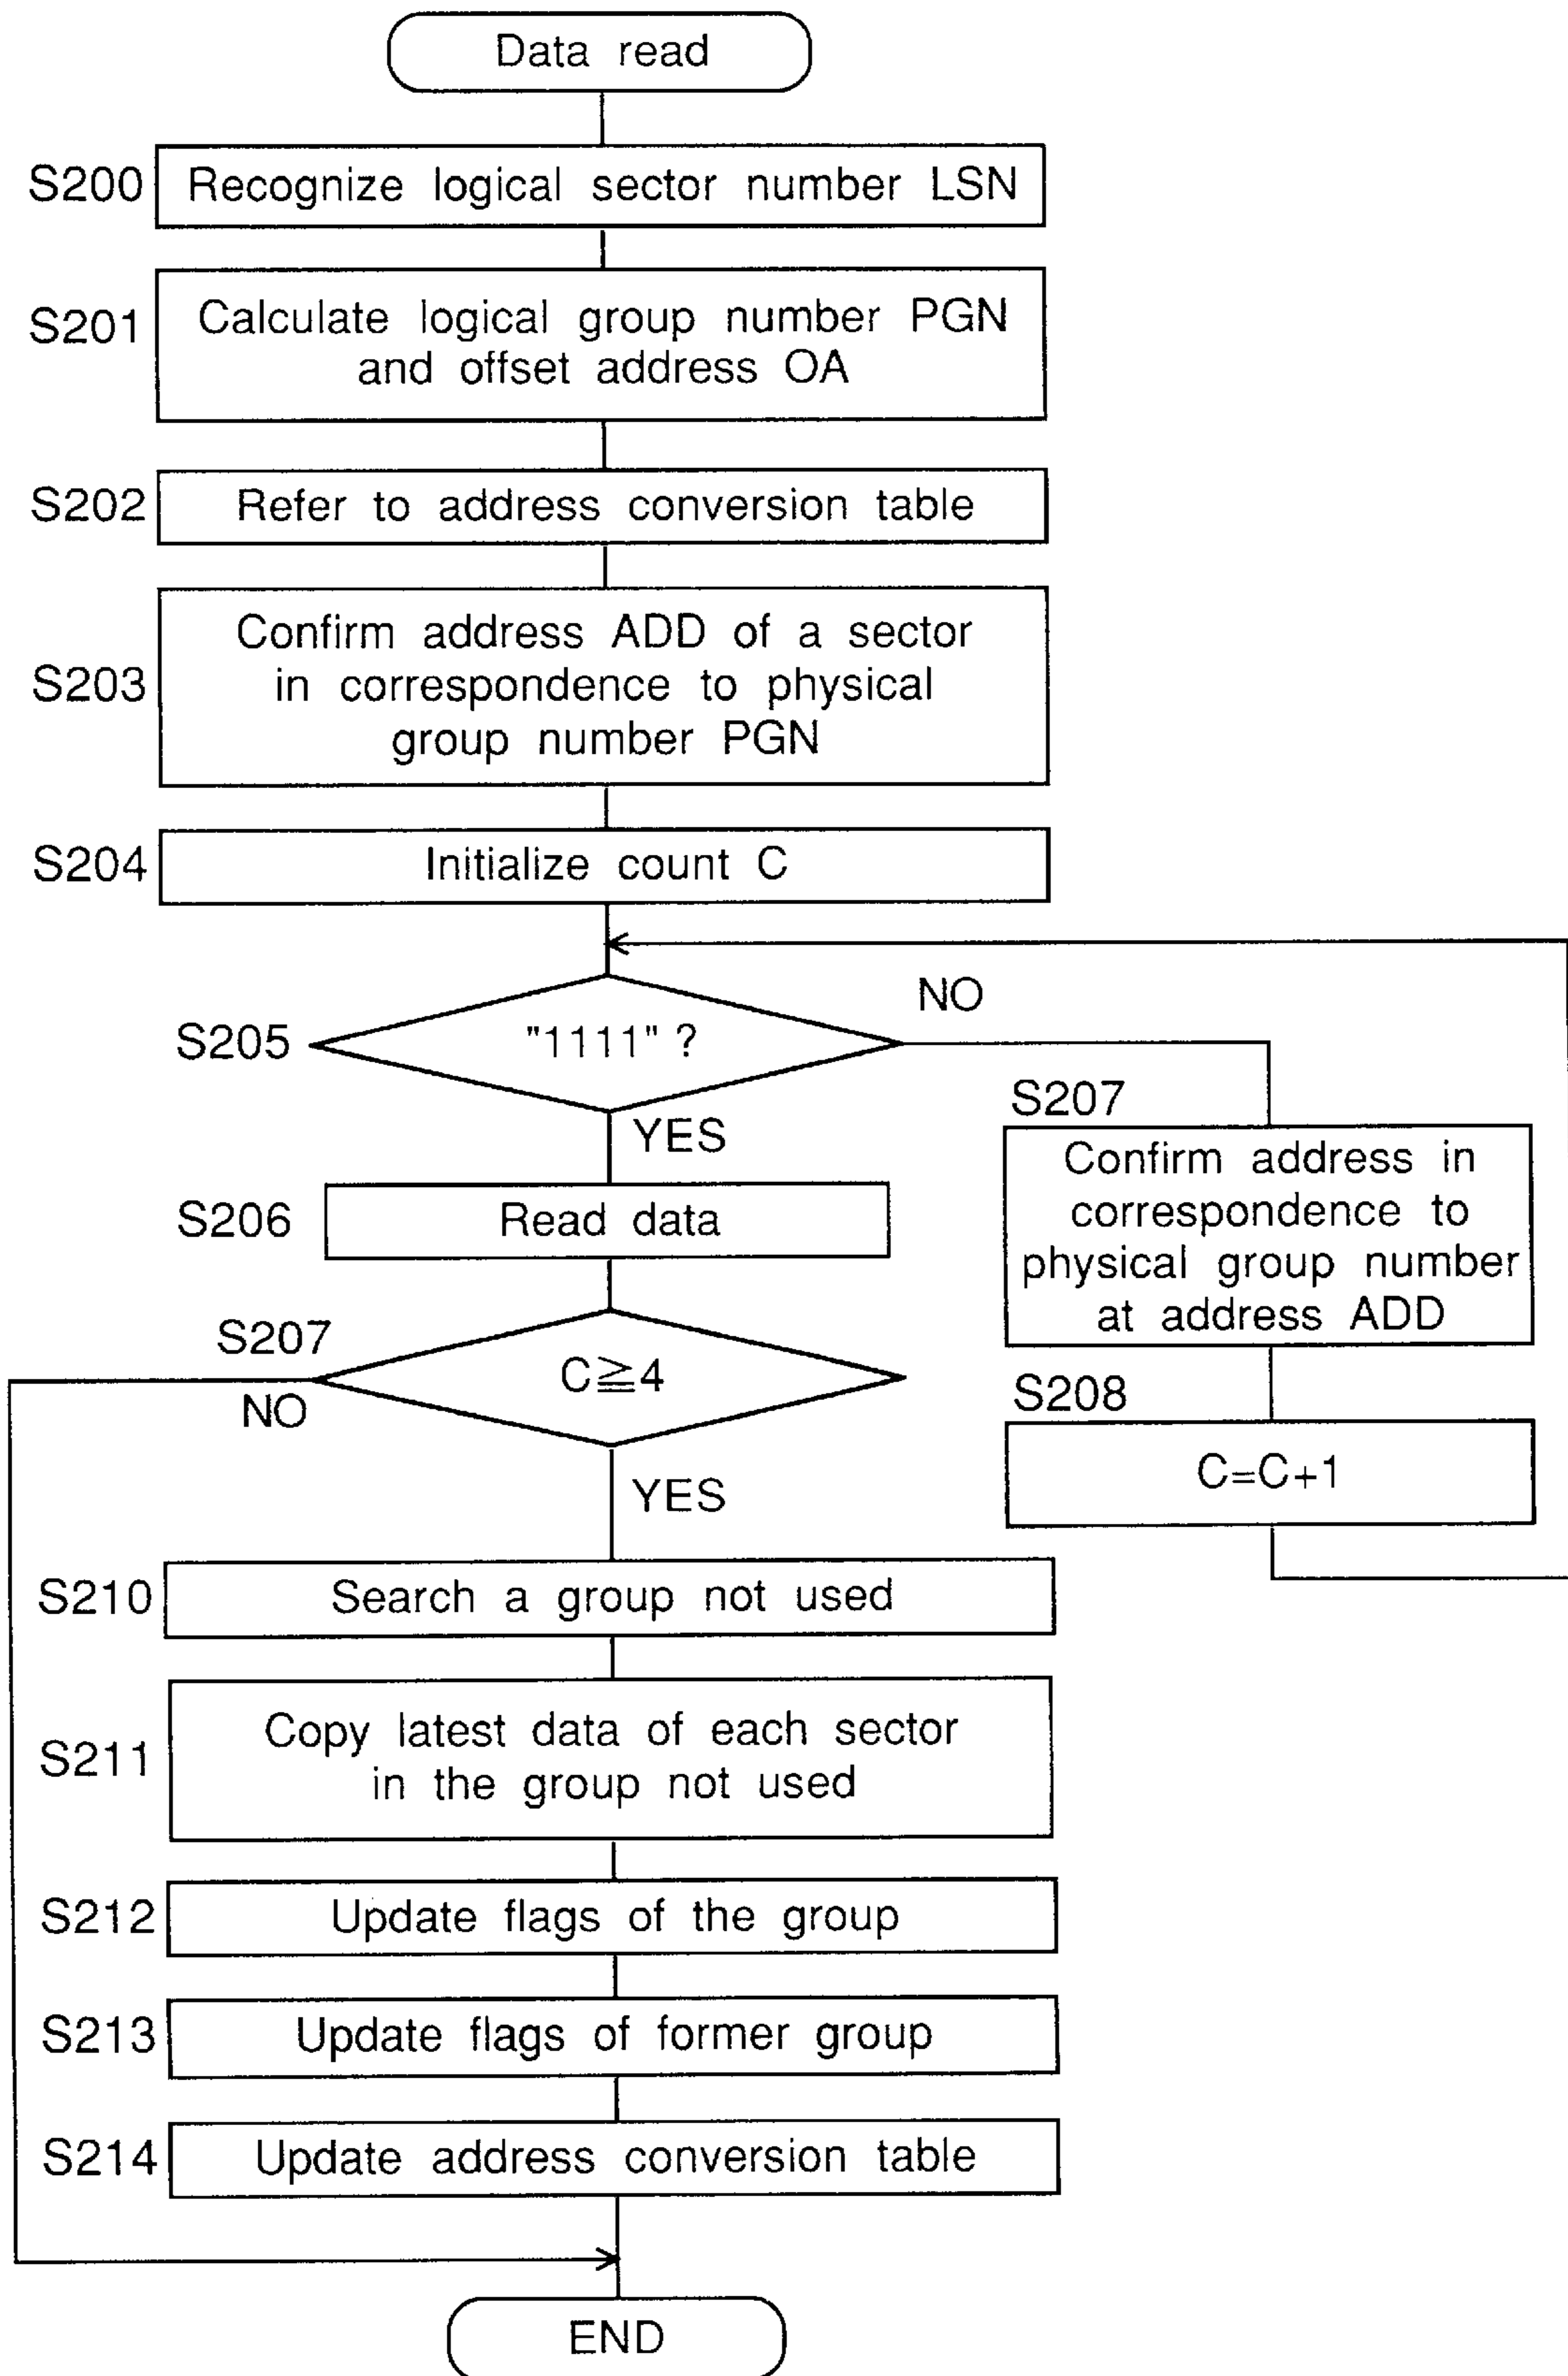 Data read
S200
Recognize logical sector number LSN
S201
Calculate logical group number PGN
and offset address OA
S202
Refer to address conversion table
S203
Confirm address ADD of a sector
in correspondence to physical
group number PGN
S204
Initialize count C
S205
"1111" ?
NO
YES
S207
Confirm address in
correspondence to
physical group number
at address ADD
S206
Read data
S207
C≧4
NO
YES
S208
C=C+1
S210
Search a group not used
S211
Copy latest data of each sector
in the group not used
S212
Update flags of the group
S213
Update flags of former group
S214
Update address conversion table
END